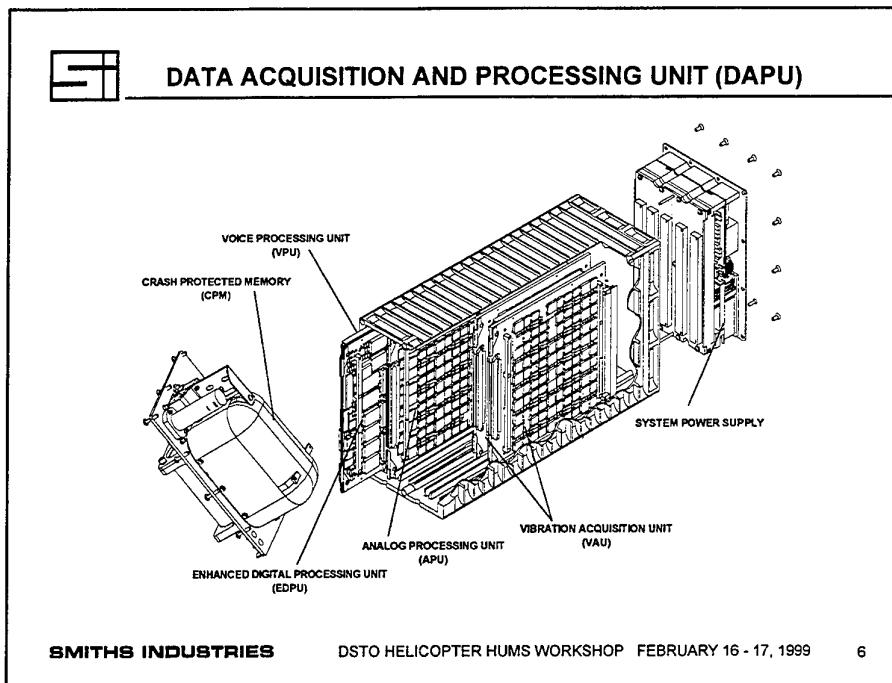 Si
DATA ACQUISITION AND PROCESSING UNIT (DAPU)
VOICE PROCESSING UNIT
(VPU)
CRASH PROTECTED MEMORY
(CPM)
SYSTEM POWER SUPPLY
VIBRATION ACQUISITION UNIT
(VAU)
ANALOG PROCESSING UNIT
(APU)
ENHANCED DIGITAL PROCESSING UNIT
(EDPU)
SMITHS INDUSTRIES DSTO HELICOPTER HUMS WORKSHOP FEBRUARY 16 - 17, 1999 6